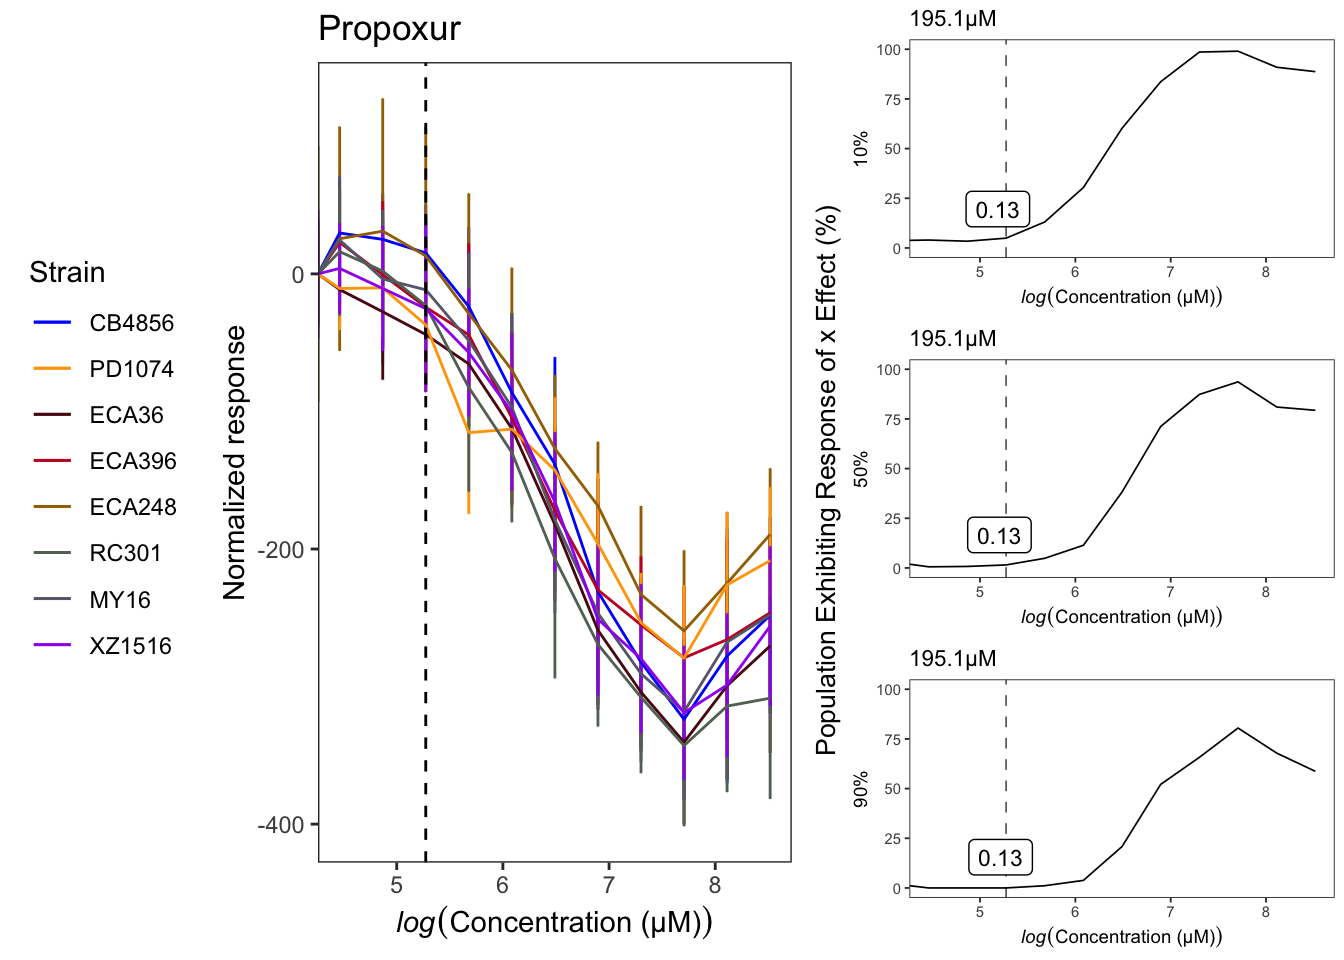 Propoxur
Strain
CB4856
PD1074
ECA36
ECA396
ECA248
RC301
MY16
XZ1516
Normalized response
0
-200
-400
5 6 7 8
log(Concentration (µM))
Population Exhibiting Response of x Effect (%)
195.1µM
10%
100
75
50
25
0
0.13
5 6 7 8
log(Concentration (µM))
195.1µM
50%
100
75
50
25
0
0.13
5 6 7 8
log(Concentration (µM))
195.1µM
90%
100
75
50
25
0
0.13
5 6 7 8
log(Concentration (µM))